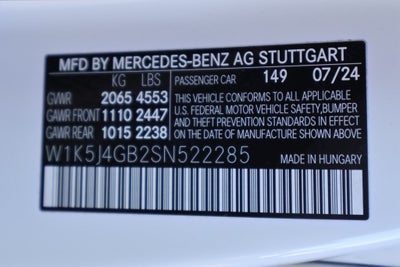 MFD BY MERCEDES-BENZ AG STUTTGART
KG LBS PASSENGER CAR 149 07/24
GVWR 2065 4553
GAWR FRONT 1110 2447
GAWR REAR 1015 2238
THIS VEHICLE CONFORMS TO ALL APPLICABLE
U.S. FEDERAL MOTOR VEHICLE SAFETY,BUMPER
AND THEFT PREVENTION STANDARDS IN EFFECT
ON THE DATE OF MANUFACTURE SHOWN ABOVE.
W1K5J4GB2SN522285 MADE IN HUNGARY